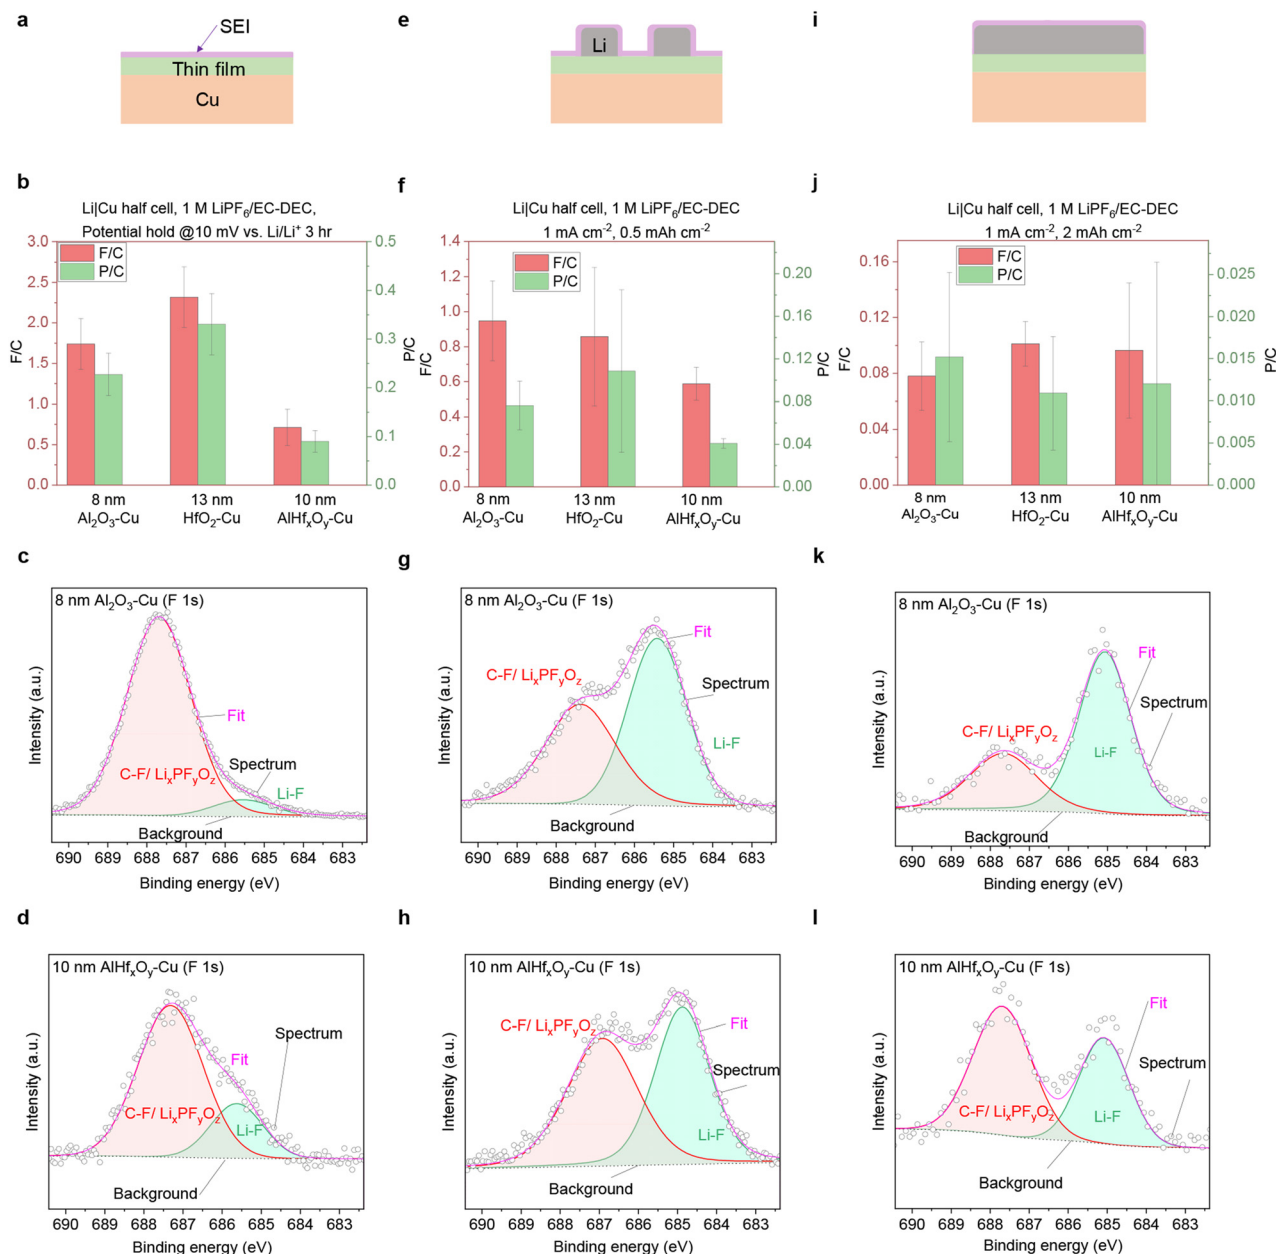 a
SEI
Thin film
Cu
e
Li
i
b
Li|Cu half cell, 1 M LiPF₆/EC-DEC,
Potential hold @10 mV vs. Li/Li⁺ 3 hr
F/C
P/C
3.0
2.5
2.0
1.5
1.0
0.5
0.0
F/C
0.5
0.4
0.3
0.2
0.1
0.0
P/C
8 nm
Al₂O₃-Cu
13 nm
HfO₂-Cu
10 nm
AlHfₓOᵧ-Cu
f
Li|Cu half cell, 1 M LiPF₆/EC-DEC
1 mA cm⁻², 0.5 mAh cm⁻²
F/C
P/C
1.4
1.2
1.0
0.8
0.6
0.4
0.2
0.0
F/C
0.20
0.16
0.12
0.08
0.04
0.00
P/C
8 nm
Al₂O₃-Cu
13 nm
HfO₂-Cu
10 nm
AlHfₓOᵧ-Cu
j
Li|Cu half cell, 1 M LiPF₆/EC-DEC
1 mA cm⁻², 2 mAh cm⁻²
F/C
P/C
0.16
0.12
0.08
0.04
0.00
F/C
0.025
0.020
0.015
0.010
0.005
0.000
P/C
8 nm
Al₂O₃-Cu
13 nm
HfO₂-Cu
10 nm
AlHfₓOᵧ-Cu
c
8 nm Al₂O₃-Cu (F 1s)
Fit
C-F/ LiₓPFᵧO_z
Spectrum
Li-F
Background
Intensity (a.u.)
690 689 688 687 686 685 684 683
Binding energy (eV)
g
8 nm Al₂O₃-Cu (F 1s)
Fit
C-F/ LiₓPFᵧO_z
Spectrum
Li-F
Background
Intensity (a.u.)
690 689 688 687 686 685 684 683
Binding energy (eV)
k
8 nm Al₂O₃-Cu (F 1s)
Fit
Spectrum
C-F/ LiₓPFᵧO_z
Li-F
Background
Intensity (a.u.)
690 689 688 687 686 685 684 683
Binding energy (eV)
d
10 nm AlHfₓOᵧ-Cu (F 1s)
Spectrum
Fit
C-F/ LiₓPFᵧO_z
Li-F
Background
Intensity (a.u.)
690 689 688 687 686 685 684 683
Binding energy (eV)
h
10 nm AlHfₓOᵧ-Cu (F 1s)
C-F/ LiₓPFᵧO_z
Fit
Spectrum
Li-F
Background
Intensity (a.u.)
690 689 688 687 686 685 684 683
Binding energy (eV)
l
10 nm AlHfₓOᵧ-Cu (F 1s)
Fit
Spectrum
C-F/ LiₓPFᵧO_z
Li-F
Background
Intensity (a.u.)
690 689 688 687 686 685 684 683
Binding energy (eV)